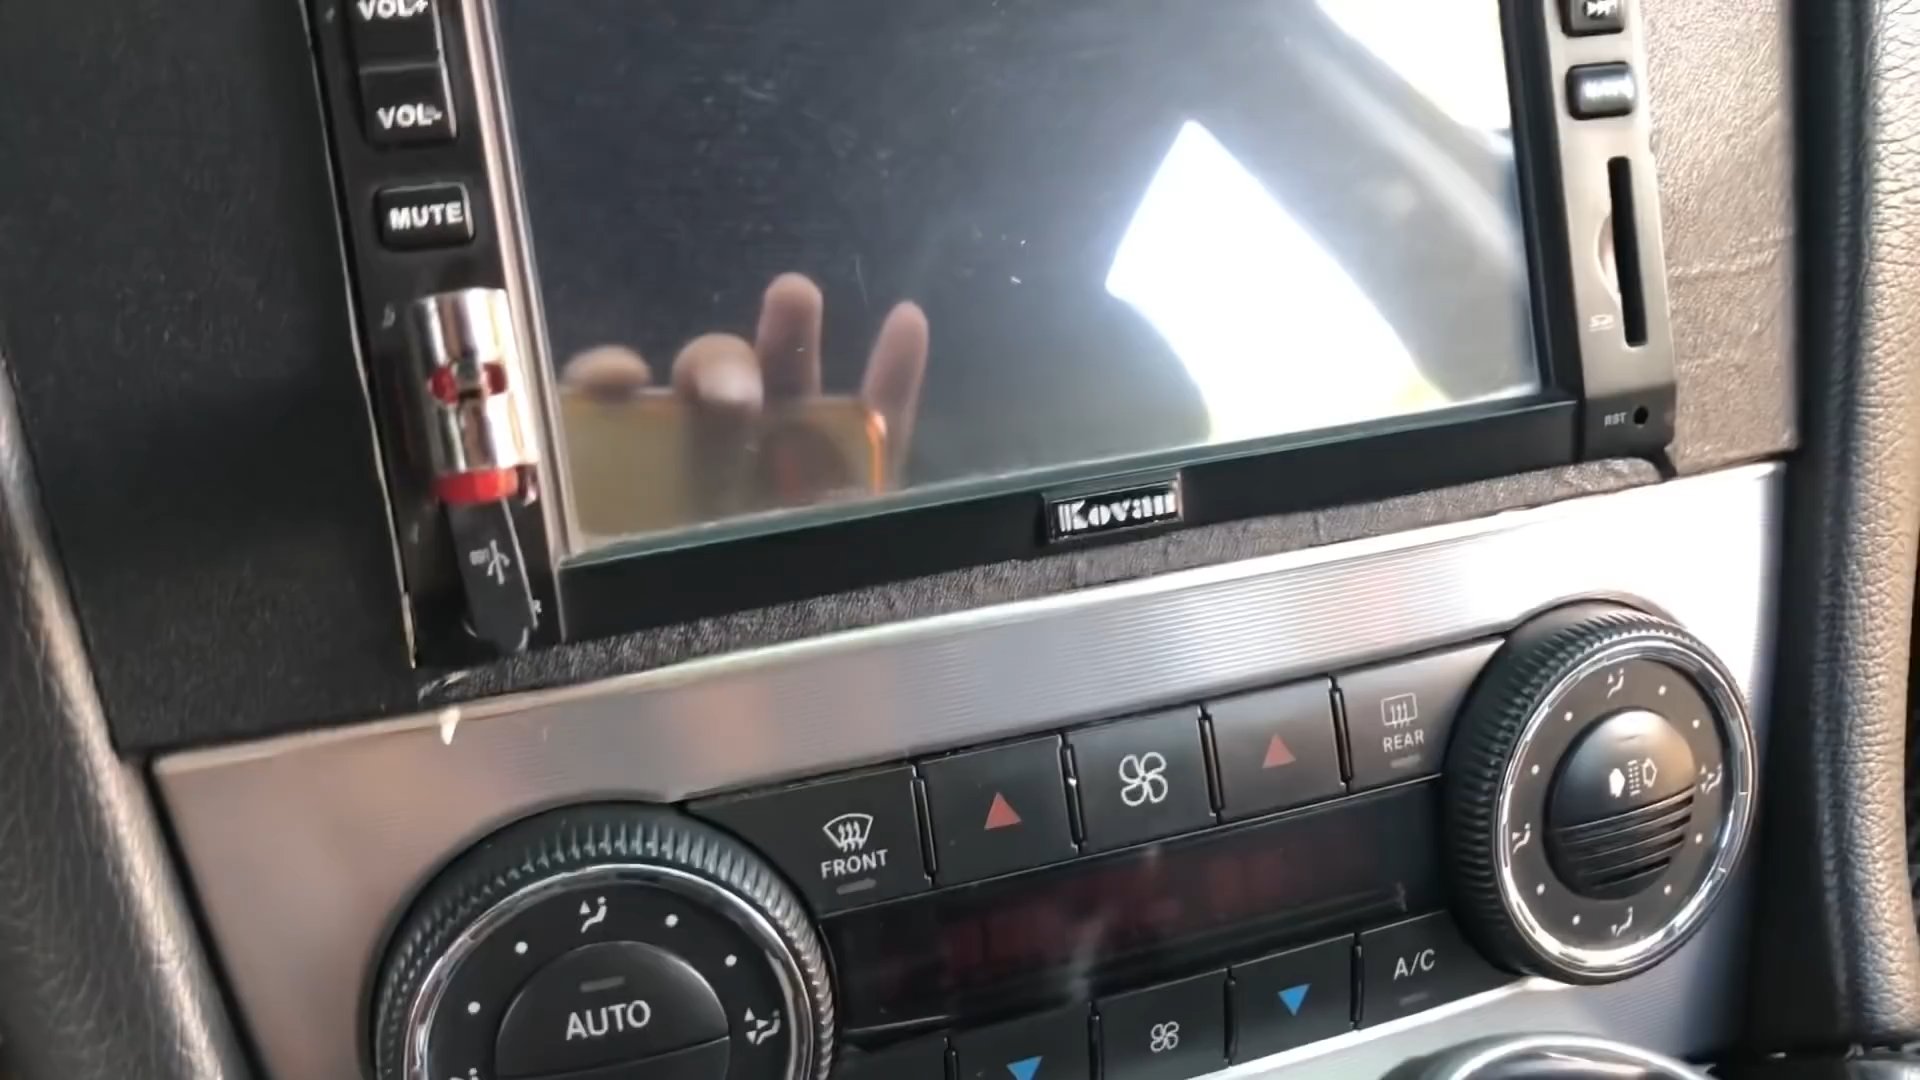 VOL+
VOL-
MUTE
RST
Kovan
REAR
FRONT
A/C
AUTO